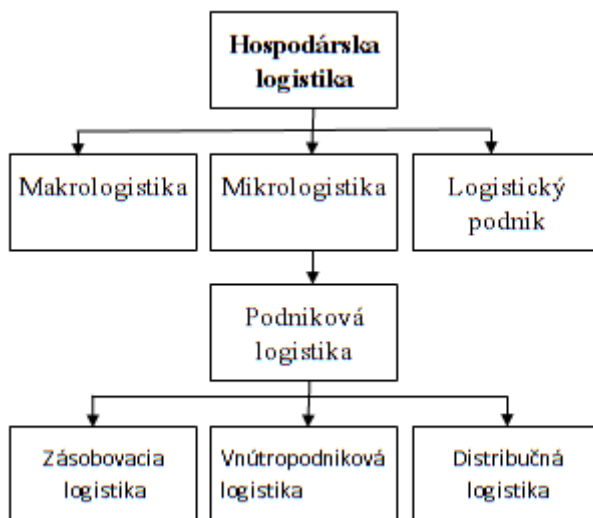 Hospodárska
logistika
Makrologistika
Mikrologistika
Logistický
podnik
Podniková
logistika
Zásobovacia
logistika
Vnútropodniková
logistika
Distribučná
logistika